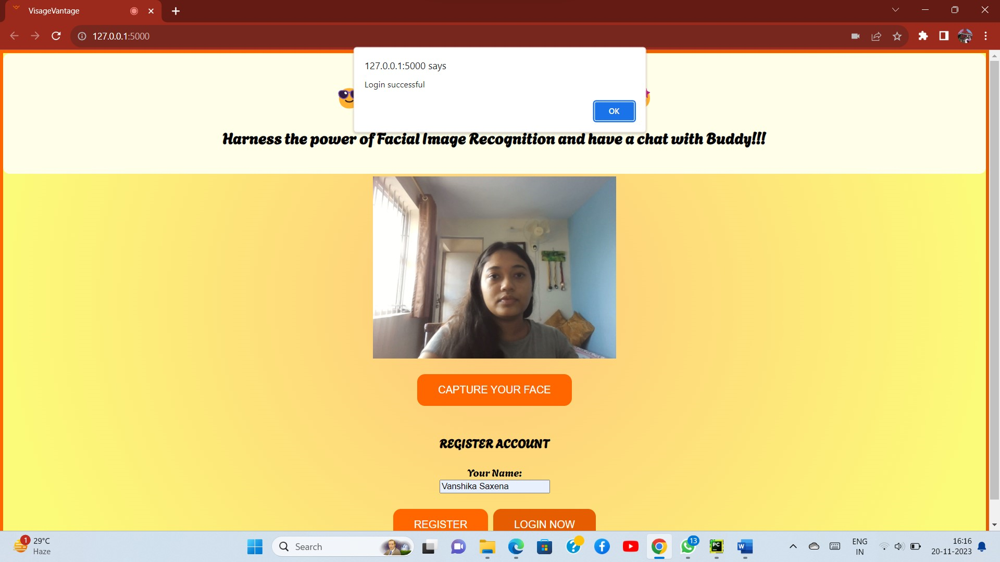 VisageVantage
127.0.0.1:5000
127.0.0.1:5000 says
Login successful
OK
Harness the power of Facial Image Recognition and have a chat with Buddy!!!
CAPTURE YOUR FACE
REGISTER ACCOUNT
Your Name:
Vanshika Saxena
REGISTER
LOGIN NOW
1
29°C
Haze
Search
13
PC
W
ENG
IN
16:16
20-11-2023